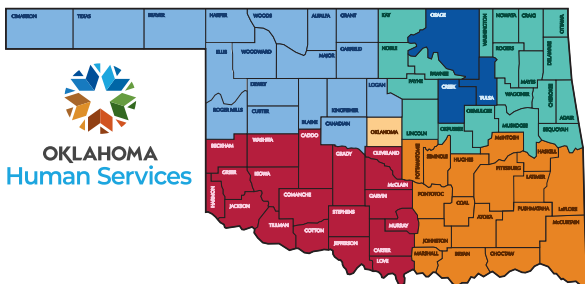 CIMARRON
TEXAS
BEAVER
HARPER
WOODS
ALFALFA
GRANT
KAY
OSAGE
WASHINGTON
NOWATA
CRAIG
OTTAWA
ELLIS
WOODWARD
MAJOR
GARFIELD
NOBLE
PAWNEE
ROGERS
MAYES
DELAWARE
DEWEY
LOGAN
PAYNE
CREEK
TULSA
WAGONER
CHEROKEE
ADAIR
ROGER MILLS
CUSTER
BLAINE
KINGFISHER
CANADIAN
OKLAHOMA
LINCOLN
OKFUSKEE
OKMULGEE
MUSKOGEE
SEQUOYAH
BECKHAM
WASHITA
CADDO
GRADY
CLEVELAND
POTTAWATOMIE
SEMINOLE
HUGHES
McINTOSH
HASKELL
GREER
KIOWA
McCLAIN
PITTSBURG
LATIMER
HARMON
JACKSON
COMANCHE
GARVIN
PONTOTOC
COAL
PUSHMATAHA
LeFLORE
TILLMAN
COTTON
STEPHENS
MURRAY
ATOKA
McCURTAIN
JEFFERSON
CARTER
LOVE
JOHNSTON
MARSHALL
BRYAN
CHOCTAW
OKLAHOMA
Human Services